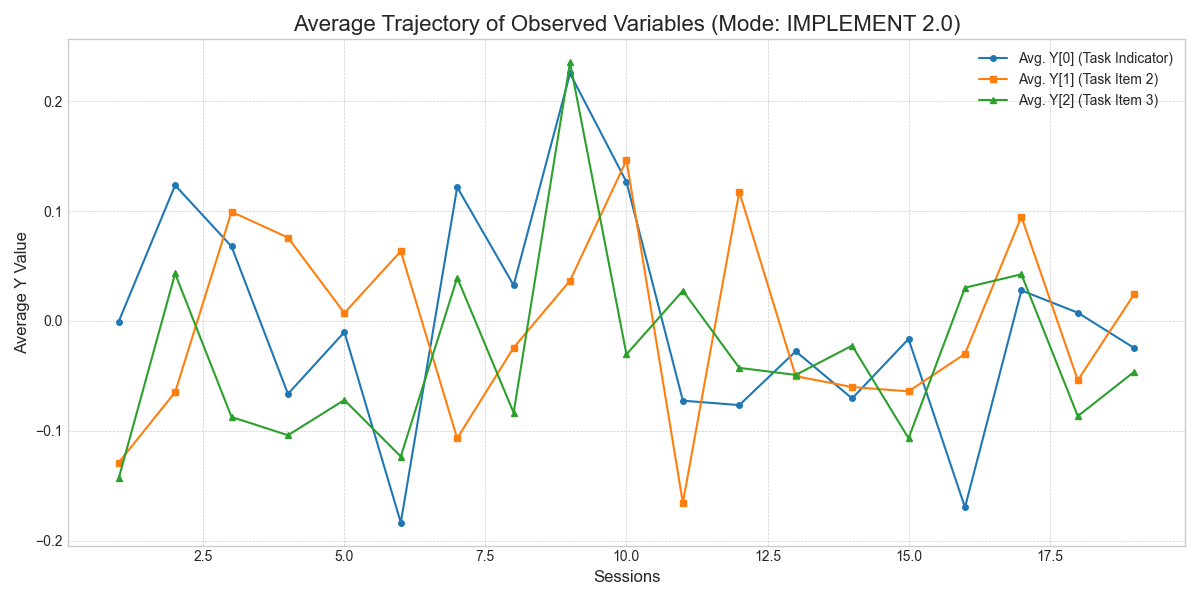 Average Trajectory of Observed Variables (Mode: IMPLEMENT 2.0)
Avg. Y[0] (Task Indicator)
Avg. Y[1] (Task Item 2)
Avg. Y[2] (Task Item 3)
Average Y Value
0.2
0.1
0.0
−0.1
−0.2
2.5
5.0
7.5
10.0
12.5
15.0
17.5
Sessions